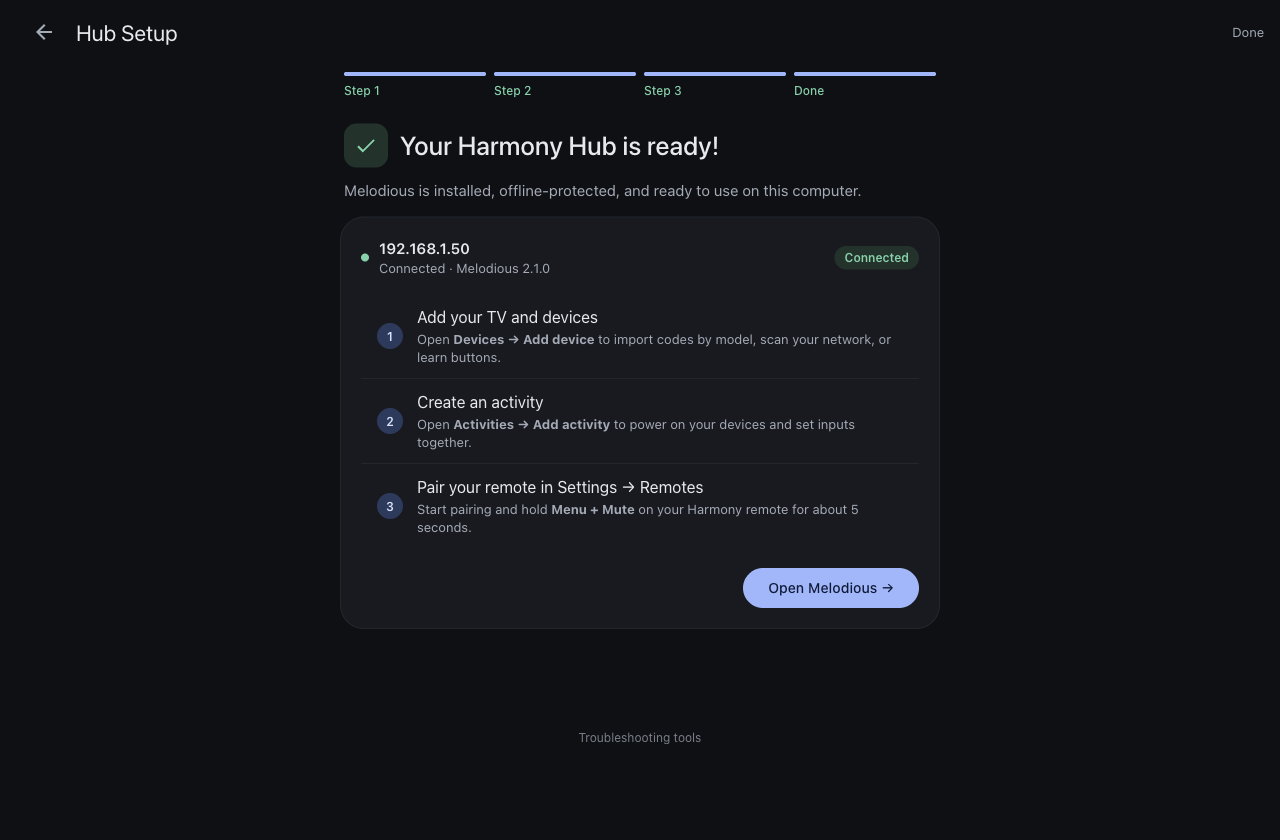 Hub Setup
Done
Step 1
Step 2
Step 3
Done
Your Harmony Hub is ready!
Melodious is installed, offline-protected, and ready to use on this computer.
192.168.1.50
Connected · Melodious 2.1.0
Connected
1
Add your TV and devices
Open Devices → Add device to import codes by model, scan your network, or
learn buttons.
2
Create an activity
Open Activities → Add activity to power on your devices and set inputs
together.
3
Pair your remote in Settings → Remotes
Start pairing and hold Menu + Mute on your Harmony remote for about 5
seconds.
Open Melodious →
Troubleshooting tools